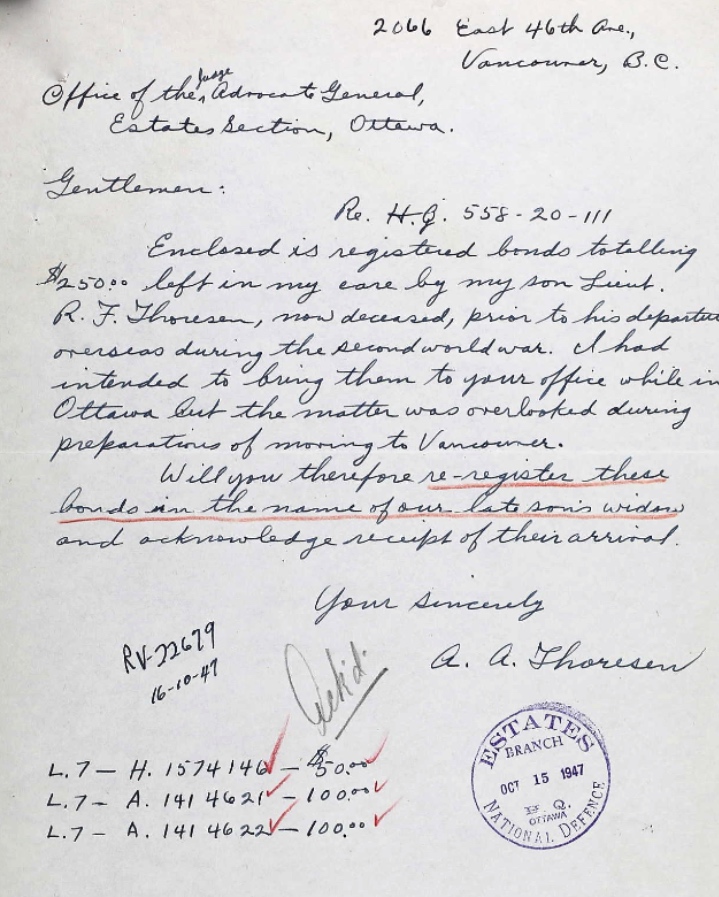 2066 East 46th Ave.,
Vancouver, B.C.
Office of the Judge Advocate General,
Estates Section, Ottawa.
Gentlemen:
Re. H.Q. 558-20-111
Enclosed is registered bonds totalling
$250.00 left in my care by my son Lieut.
R. F. Thoresen, now deceased, prior to his departu
overseas during the second world war. I had
intended to bring them to your office while in
Ottawa but the matter was overlooked during
preparations of moving to Vancouver.
Will you therefore re-register these
bonds in the name of our late son's widow
and acknowledge receipt of their arrival.
Your sincerely
A. A. Thoresen
RV-22679
16-10-47
Ack'd.
L.7 - H. 1574146 - $50.00
L.7 - A. 1414621 - 100.00
L.7 - A. 1414622 - 100.00
ESTATES
BRANCH
OCT 15 1947
H. Q.
OTTAWA
NATIONAL DEFENCE